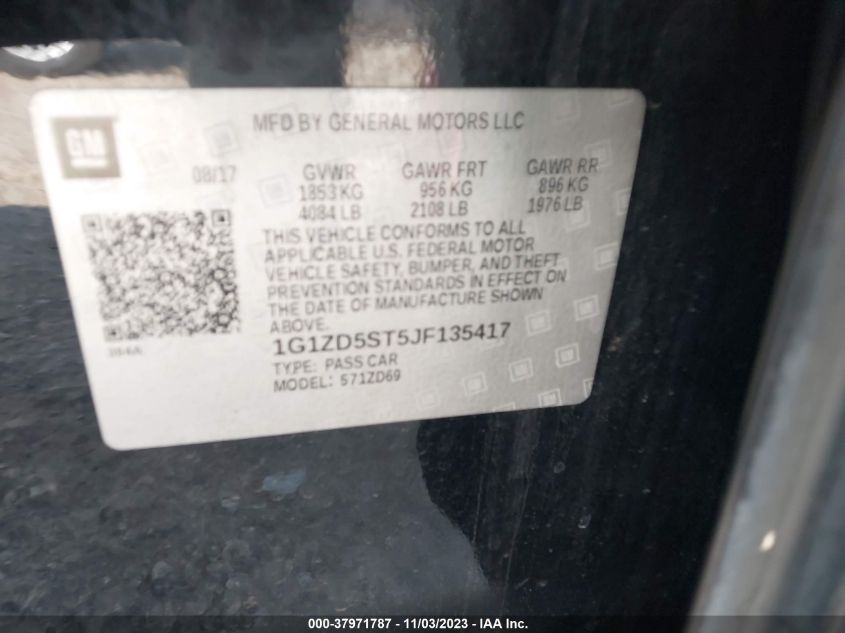 GM
MFD BY GENERAL MOTORS LLC
08/17 GVWR GAWR FRT GAWR RR
1853 KG 956 KG 896 KG
4084 LB 2108 LB 1976 LB
THIS VEHICLE CONFORMS TO ALL
APPLICABLE U.S. FEDERAL MOTOR
VEHICLE SAFETY, BUMPER, AND THEFT
PREVENTION STANDARDS IN EFFECT ON
THE DATE OF MANUFACTURE SHOWN
ABOVE.
1G1ZD5ST5JF135417
TYPE: PASS CAR
MODEL: 571ZD69
000-37971787 - 11/03/2023 - IAA Inc.